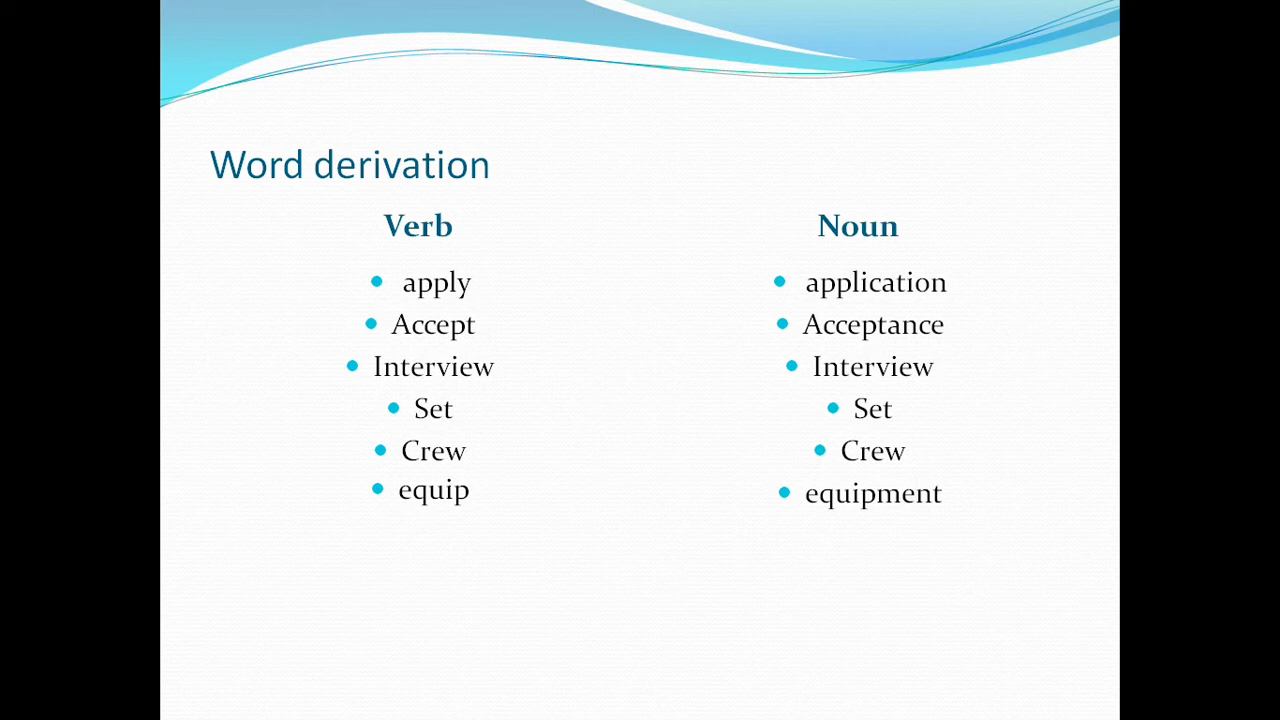 Word derivation
Verb
Noun
apply
Accept
Interview
Set
Crew
equip
application
Acceptance
Interview
Set
Crew
equipment